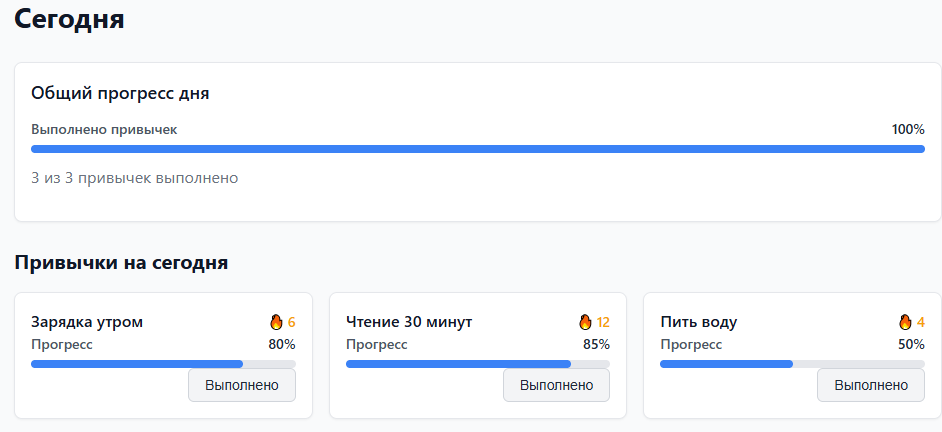 Сегодня
Общий прогресс дня
Выполнено привычек 100%
3 из 3 привычек выполнено
Привычки на сегодня
Зарядка утром 6
Прогресс 80%
Выполнено
Чтение 30 минут 12
Прогресс 85%
Выполнено
Пить воду 4
Прогресс 50%
Выполнено